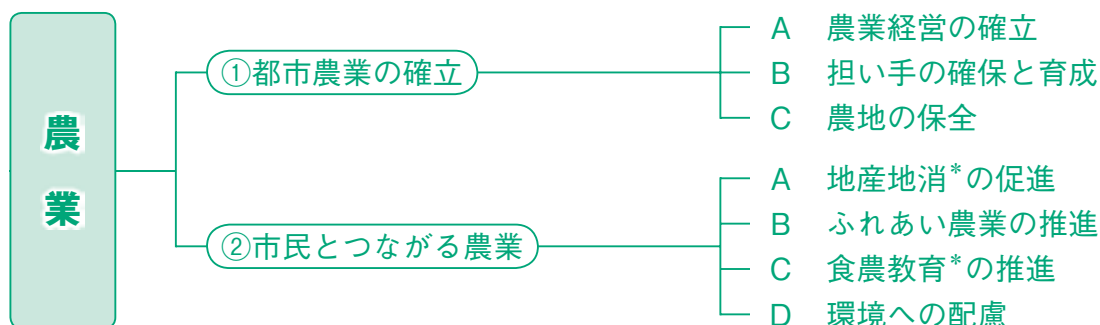 農業
①都市農業の確立
A 農業経営の確立
B 担い手の確保と育成
C 農地の保全
②市民とつながる農業
A 地産地消*の促進
B ふれあい農業の推進
C 食農教育*の推進
D 環境への配慮